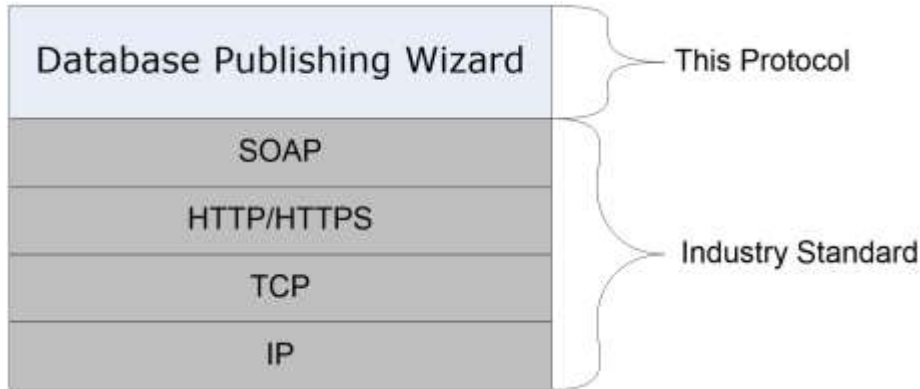 Database Publishing Wizard
This Protocol
SOAP
HTTP/HTTPS
TCP
IP
Industry Standard